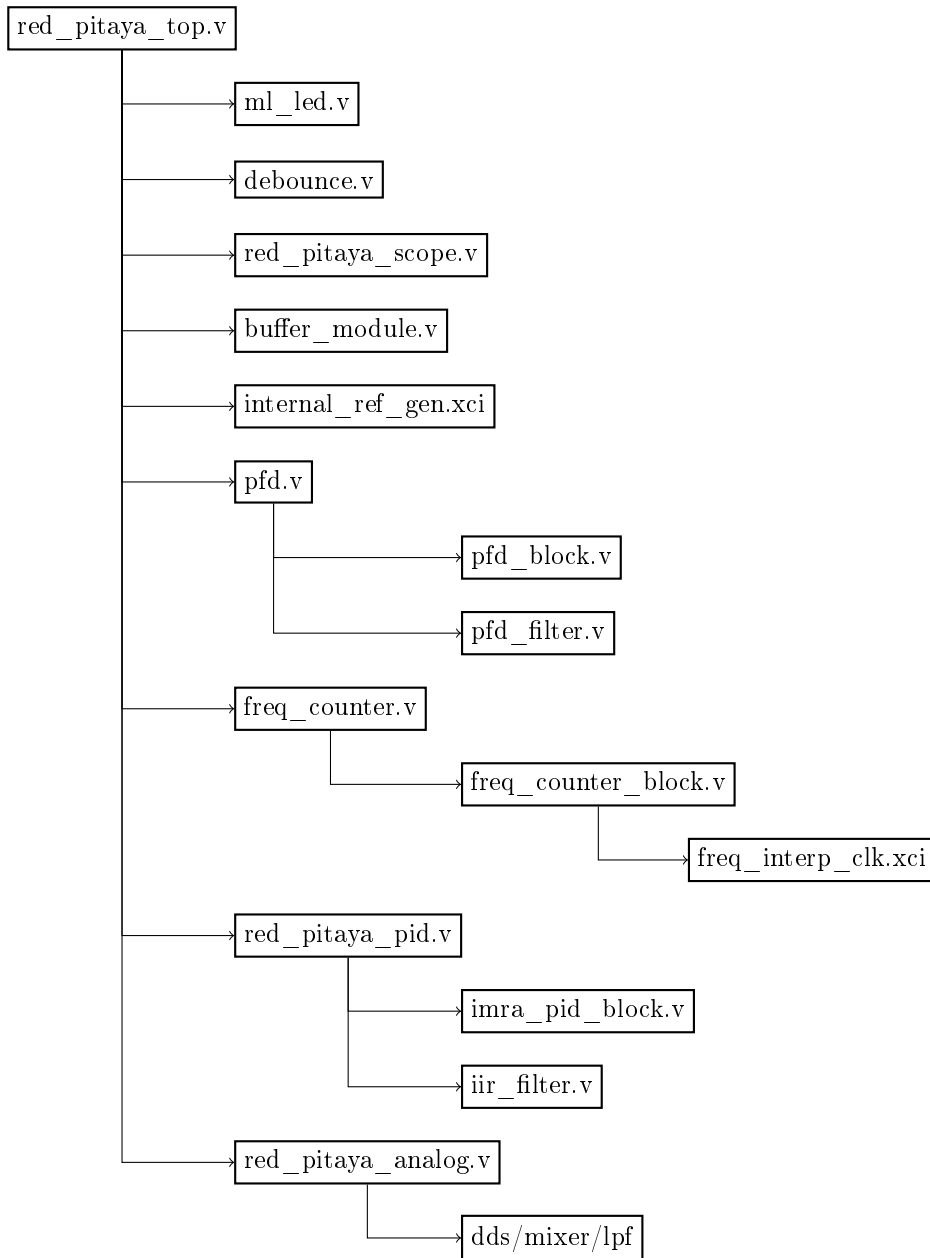 red_pitaya_top.v
ml_led.v
debounce.v
red_pitaya_scope.v
buffer_module.v
internal_ref_gen.xci
pfd.v
pfd_block.v
pfd_filter.v
freq_counter.v
freq_counter_block.v
freq_interp_clk.xci
red_pitaya_pid.v
imra_pid_block.v
iir_filter.v
red_pitaya_analog.v
dds/mixer/lpf